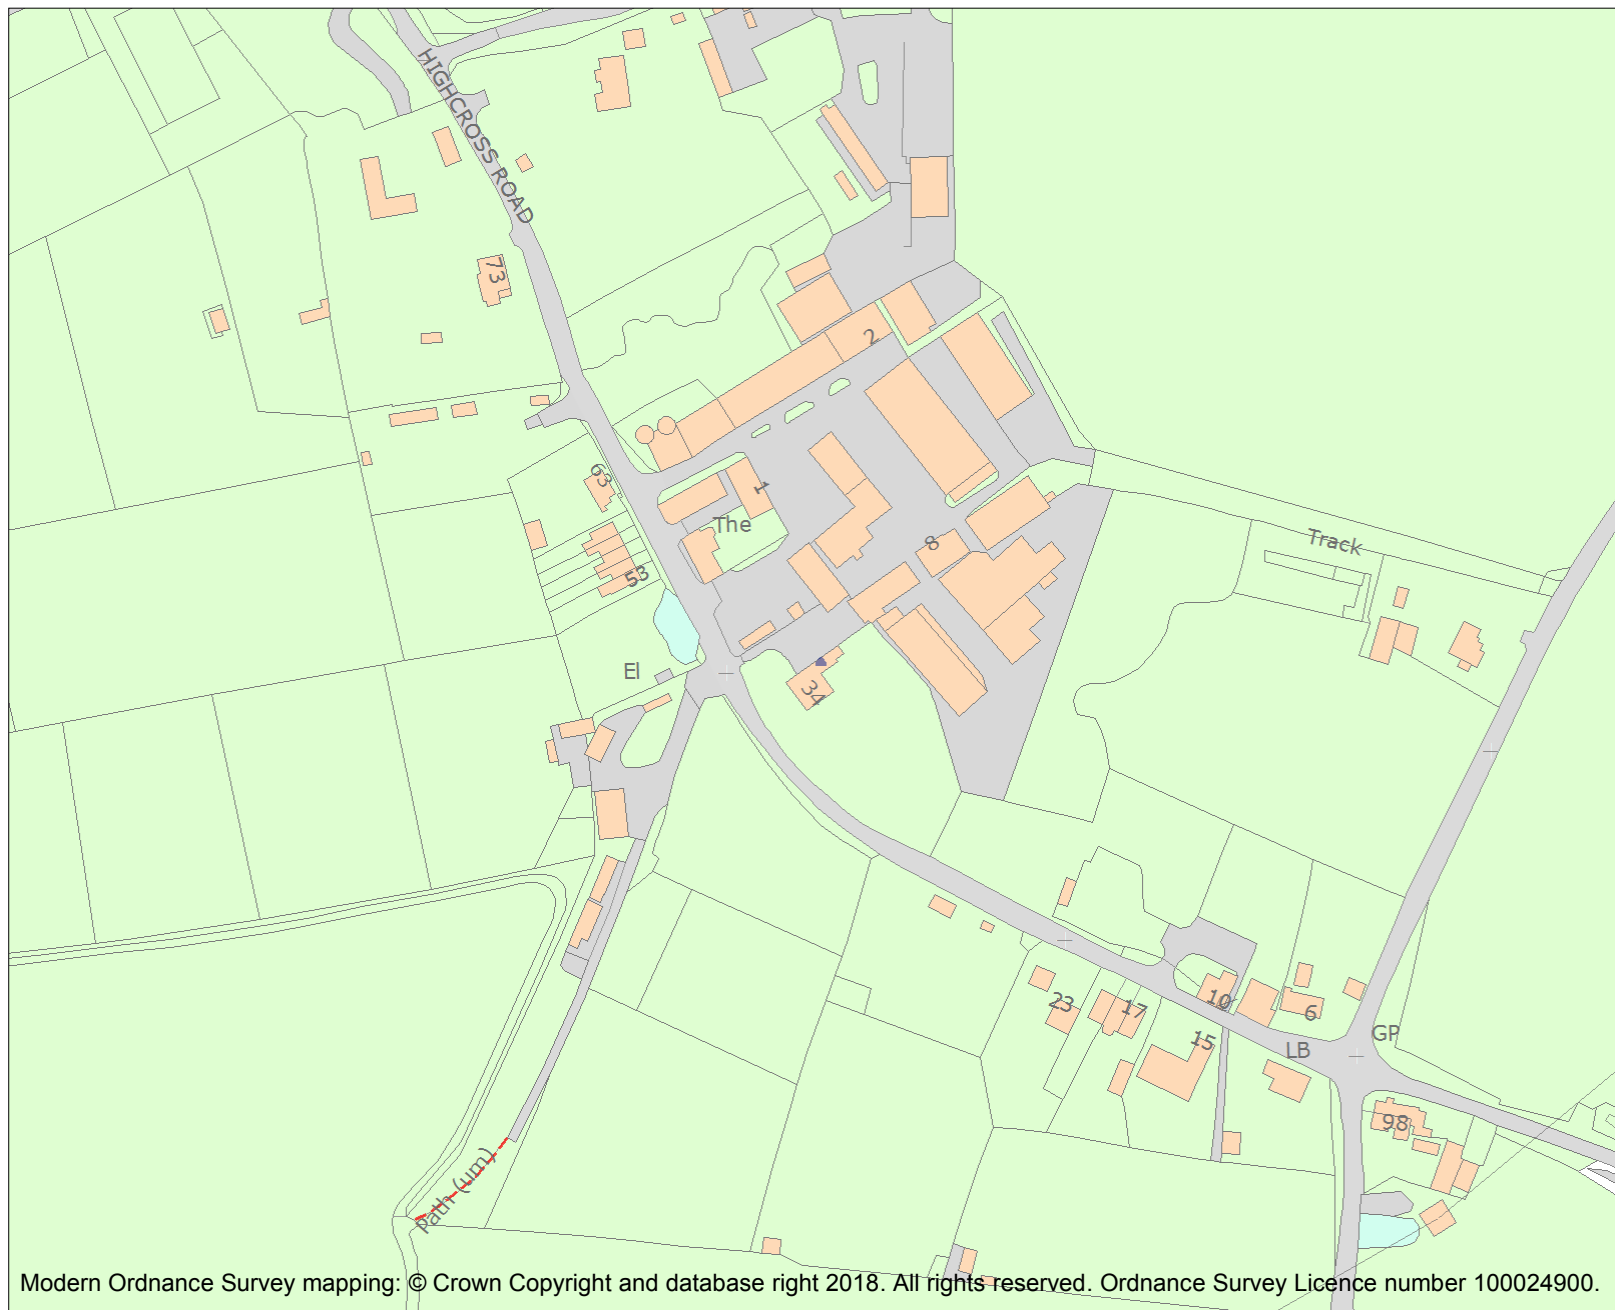 HIGHCROSS ROAD
73
2
63
1
The
53
8
Track
El
34
23
17
10
6
15
LB
GP
98
Path (um)
Modern Ordnance Survey mapping: © Crown Copyright and database right 2018. All rights reserved. Ordnance Survey Licence number 100024900.